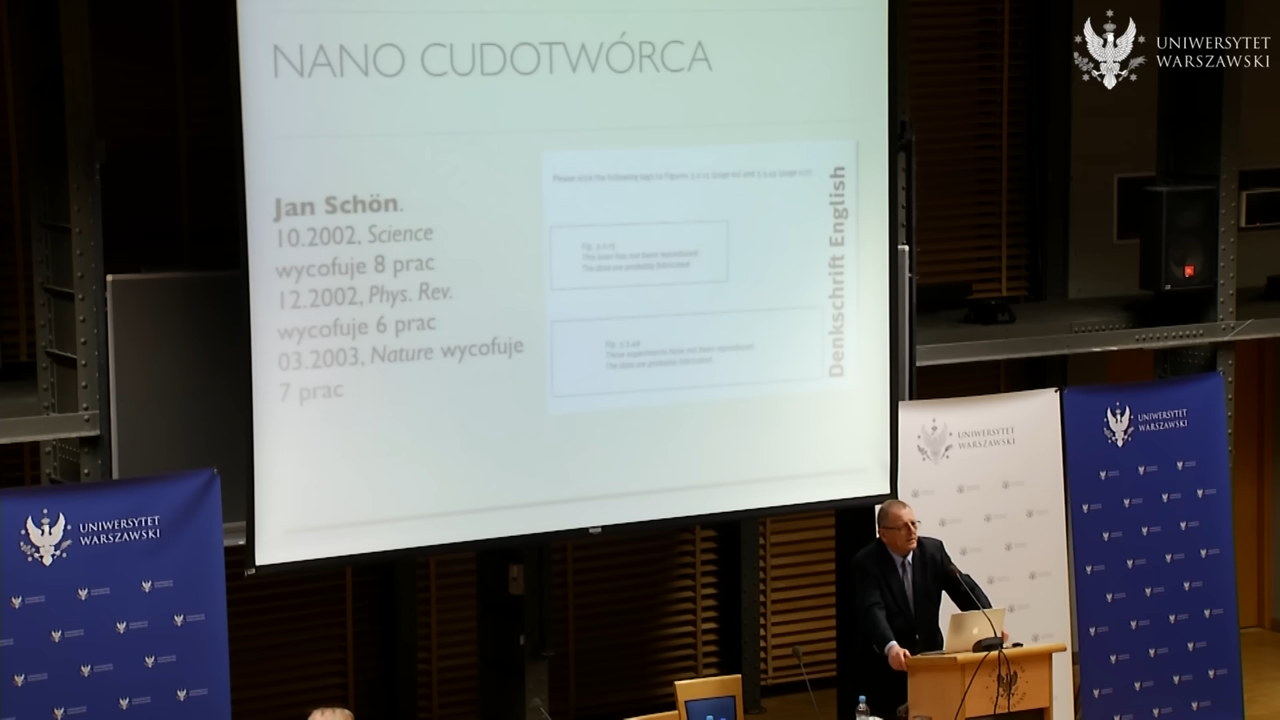 NANO CUDOTWÓRCA
Jan Schön.
10.2002, Science
wycofuje 8 prac
12.2002, Phys. Rev.
wycofuje 6 prac
03.2003, Nature wycofuje
7 prac
Denkschrift English
UNIWERSYTET
WARSZAWSKI
UNIWERSYTET
WARSZAWSKI
UNIWERSYTET
WARSZAWSKI
UNIWERSYTET
WARSZAWSKI